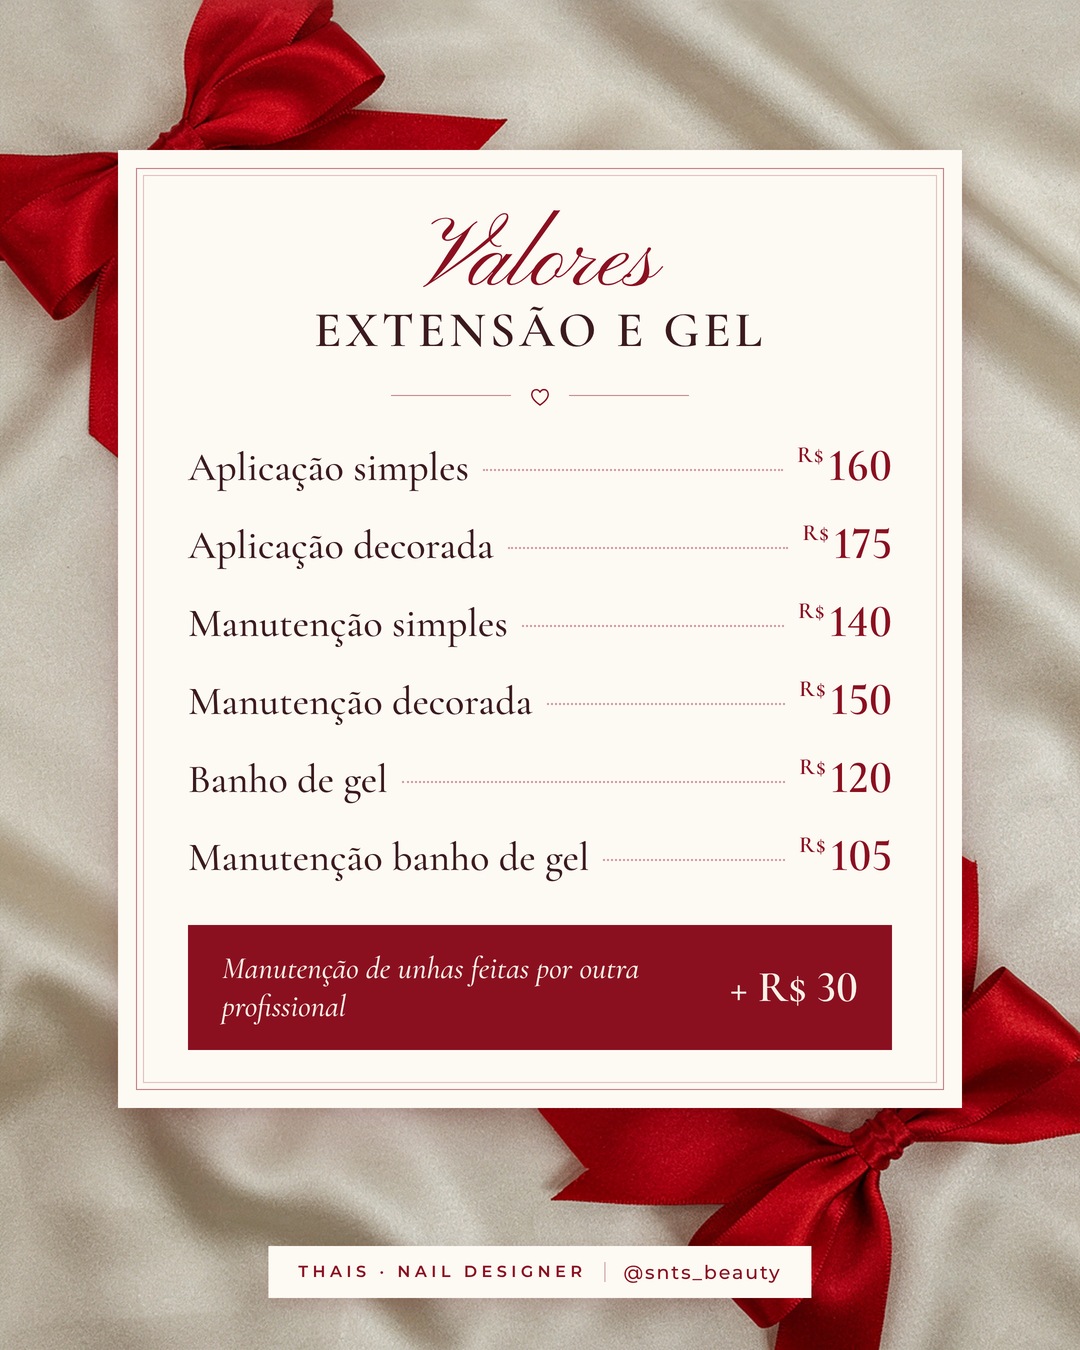 Valores
EXTENSÃO E GEL
Aplicação simples R$ 160
Aplicação decorada R$ 175
Manutenção simples R$ 140
Manutenção decorada R$ 150
Banho de gel R$ 120
Manutenção banho de gel R$ 105
Manutenção de unhas feitas por outra
profissional
+ R$ 30
THAIS · NAIL DESIGNER | @snts_beauty